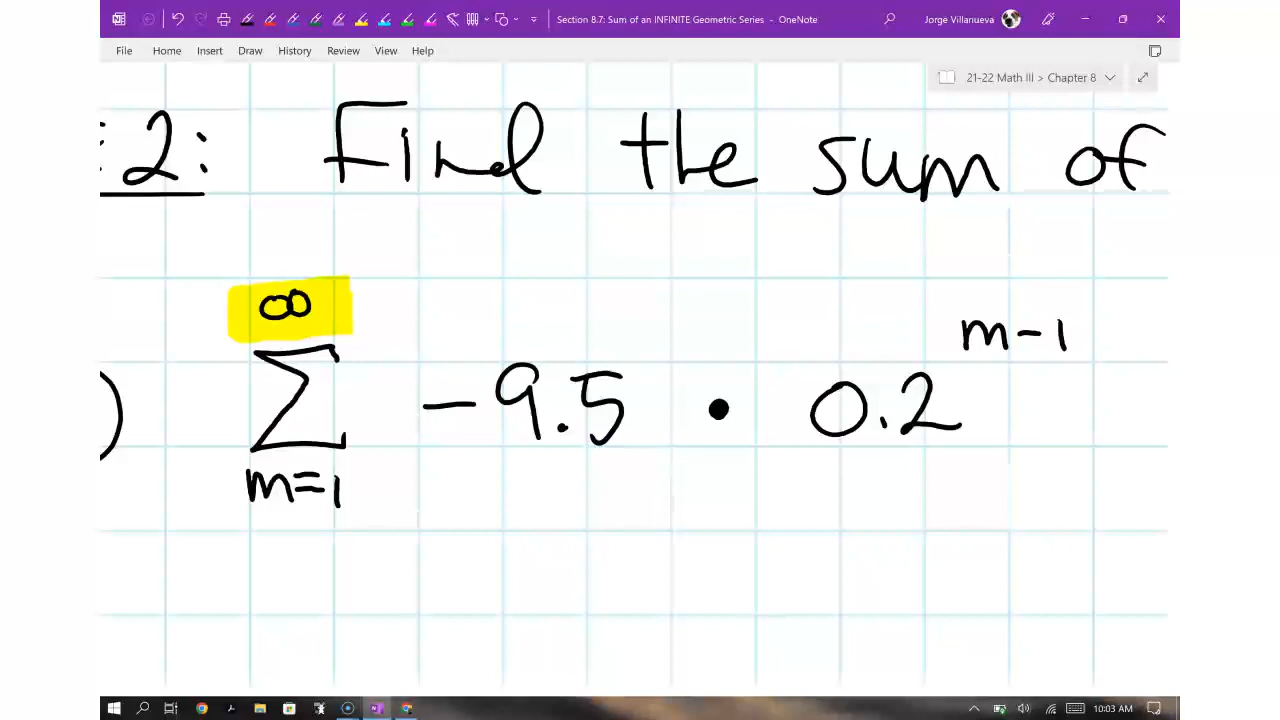 Section 8.7: Sum of an INFINITE Geometric Series - OneNote
Jorge Villanueva
File Insert Draw History Review View Help
Home
21-22 Math III > Chapter 8
2: Find the sum of
∞
m-1
) Σ -9.5 • 0.2
m=1
10:03 AM